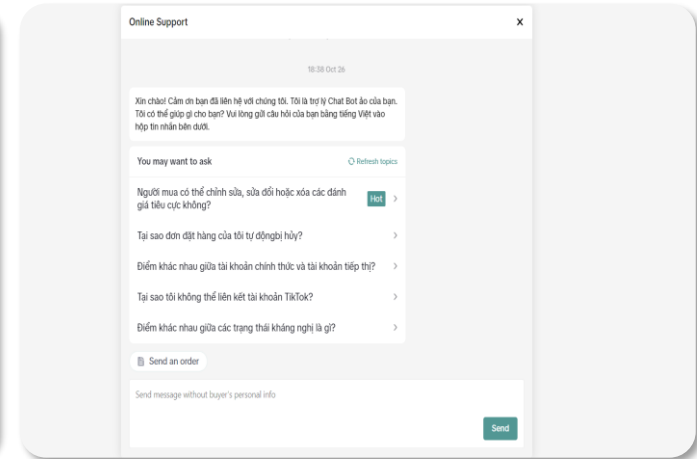 Online Support
X
18:38 Oct 26
Xin chào! Cảm ơn bạn đã liên hệ với chúng tôi. Tôi là trợ lý Chat Bot ảo của bạn.
Tôi có thể giúp gì cho bạn? Vui lòng gửi câu hỏi của bạn bằng tiếng Việt vào
hộp tin nhắn bên dưới.
You may want to ask
Refresh topics
Người mua có thể chỉnh sửa, sửa đổi hoặc xóa các đánh
giá tiêu cực không?
Hot
Tại sao đơn đặt hàng của tôi tự độngbị hủy?
Điểm khác nhau giữa tài khoản chính thức và tài khoản tiếp thị?
Tại sao tôi không thể liên kết tài khoản TikTok?
Điểm khác nhau giữa các trạng thái kháng nghị là gì?
Send an order
Send message without buyer's personal info
Send